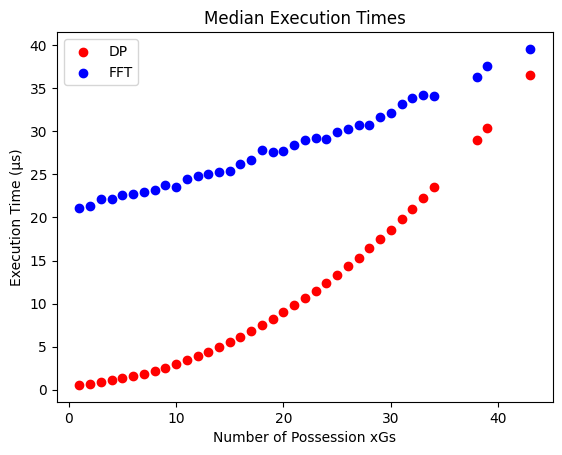 Median Execution Times
DP
FFT
40
35
30
25
20
15
10
5
0
Execution Time (μs)
0
10
20
30
40
Number of Possession xGs